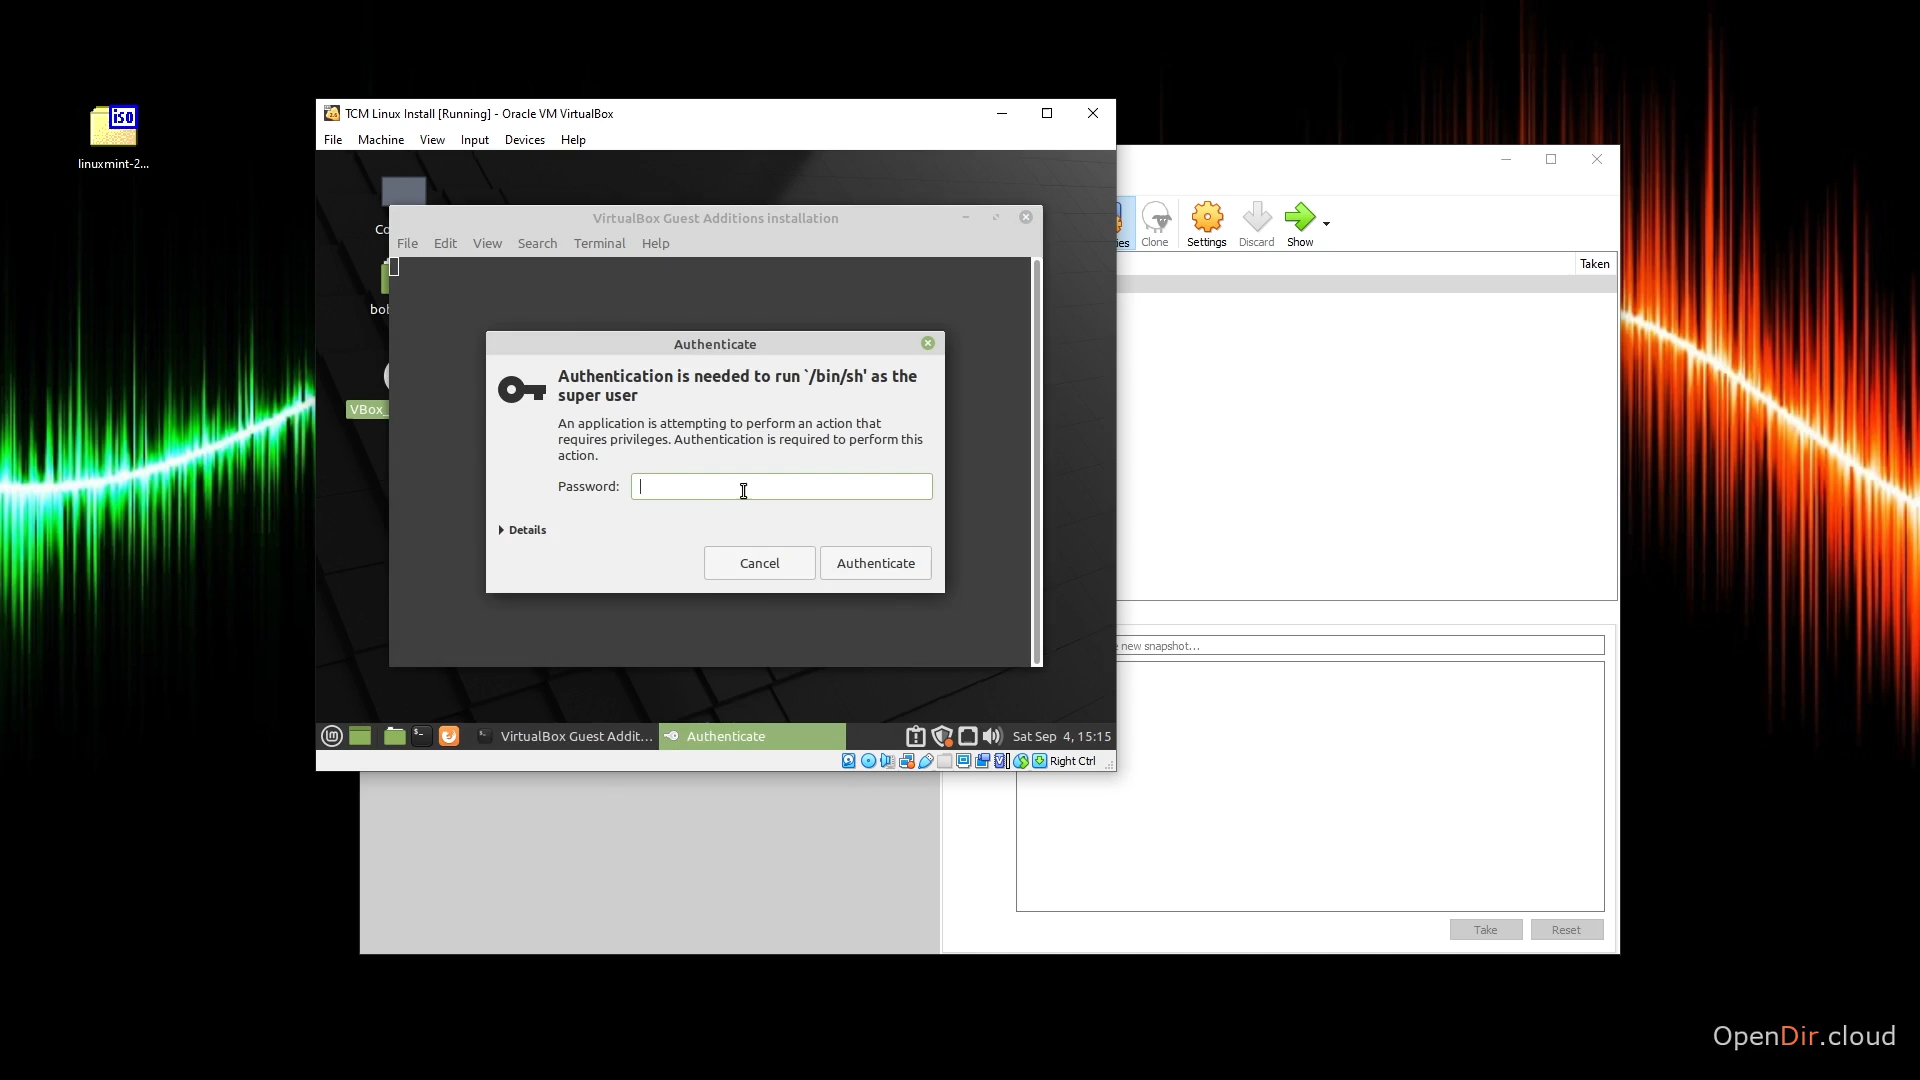 iso
linuxmint-2...
TCM Linux Install [Running] - Oracle VM VirtualBox
File Machine View Input Devices Help
VirtualBox Guest Additions installation
File Edit View Search Terminal Help
Authenticate
Authentication is needed to run `/bin/sh' as the
super user
An application is attempting to perform an action that
requires privileges. Authentication is required to perform this
action.
Password:
Details
Cancel Authenticate
VirtualBox Guest Addit... Authenticate Sat Sep 4, 15:15
Right Ctrl
Clone Settings Discard Show
Taken
new snapshot...
Take Reset
OpenDir.cloud